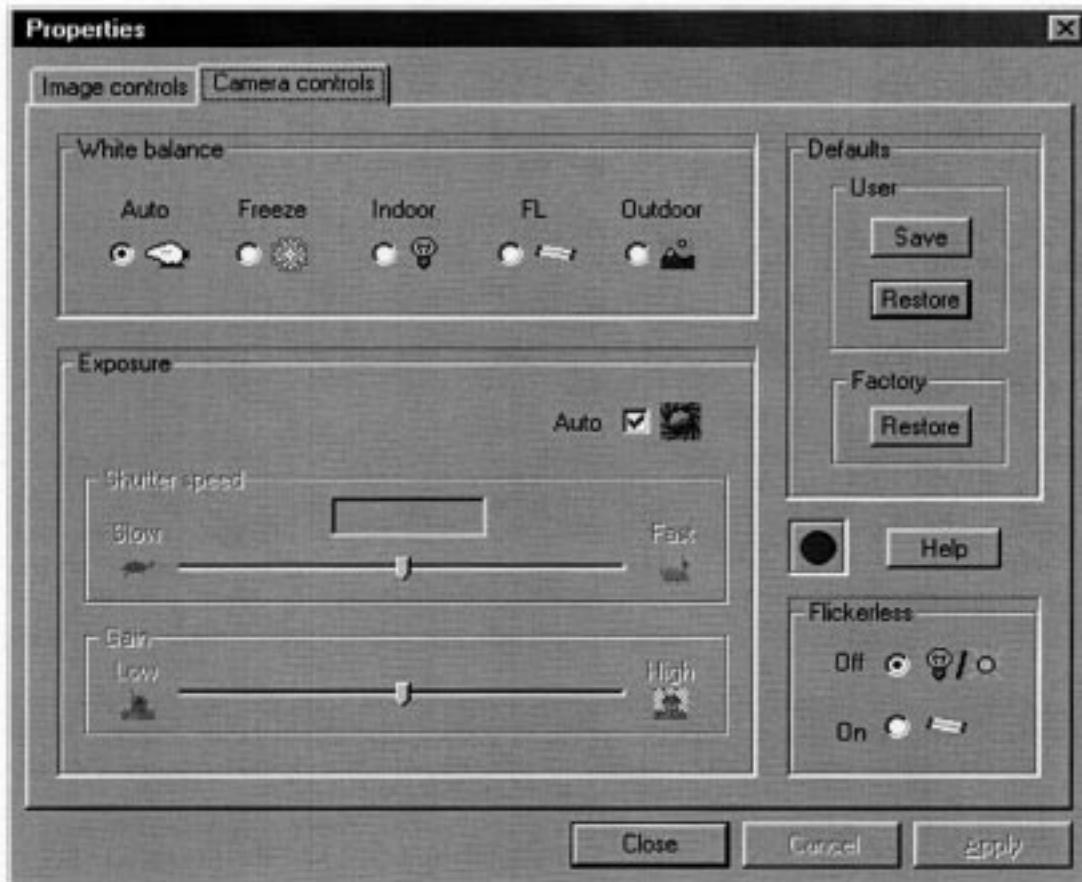 Properties
Image controls
Camera controls
White balance
Auto
Freeze
Indoor
FL
Outdoor
Exposure
Auto
Shutter speed
Slow
Fast
Gain
Low
High
Defaults
User
Save
Restore
Factory
Restore
Help
Flickerless
Off
On
Close
Cancel
Apply